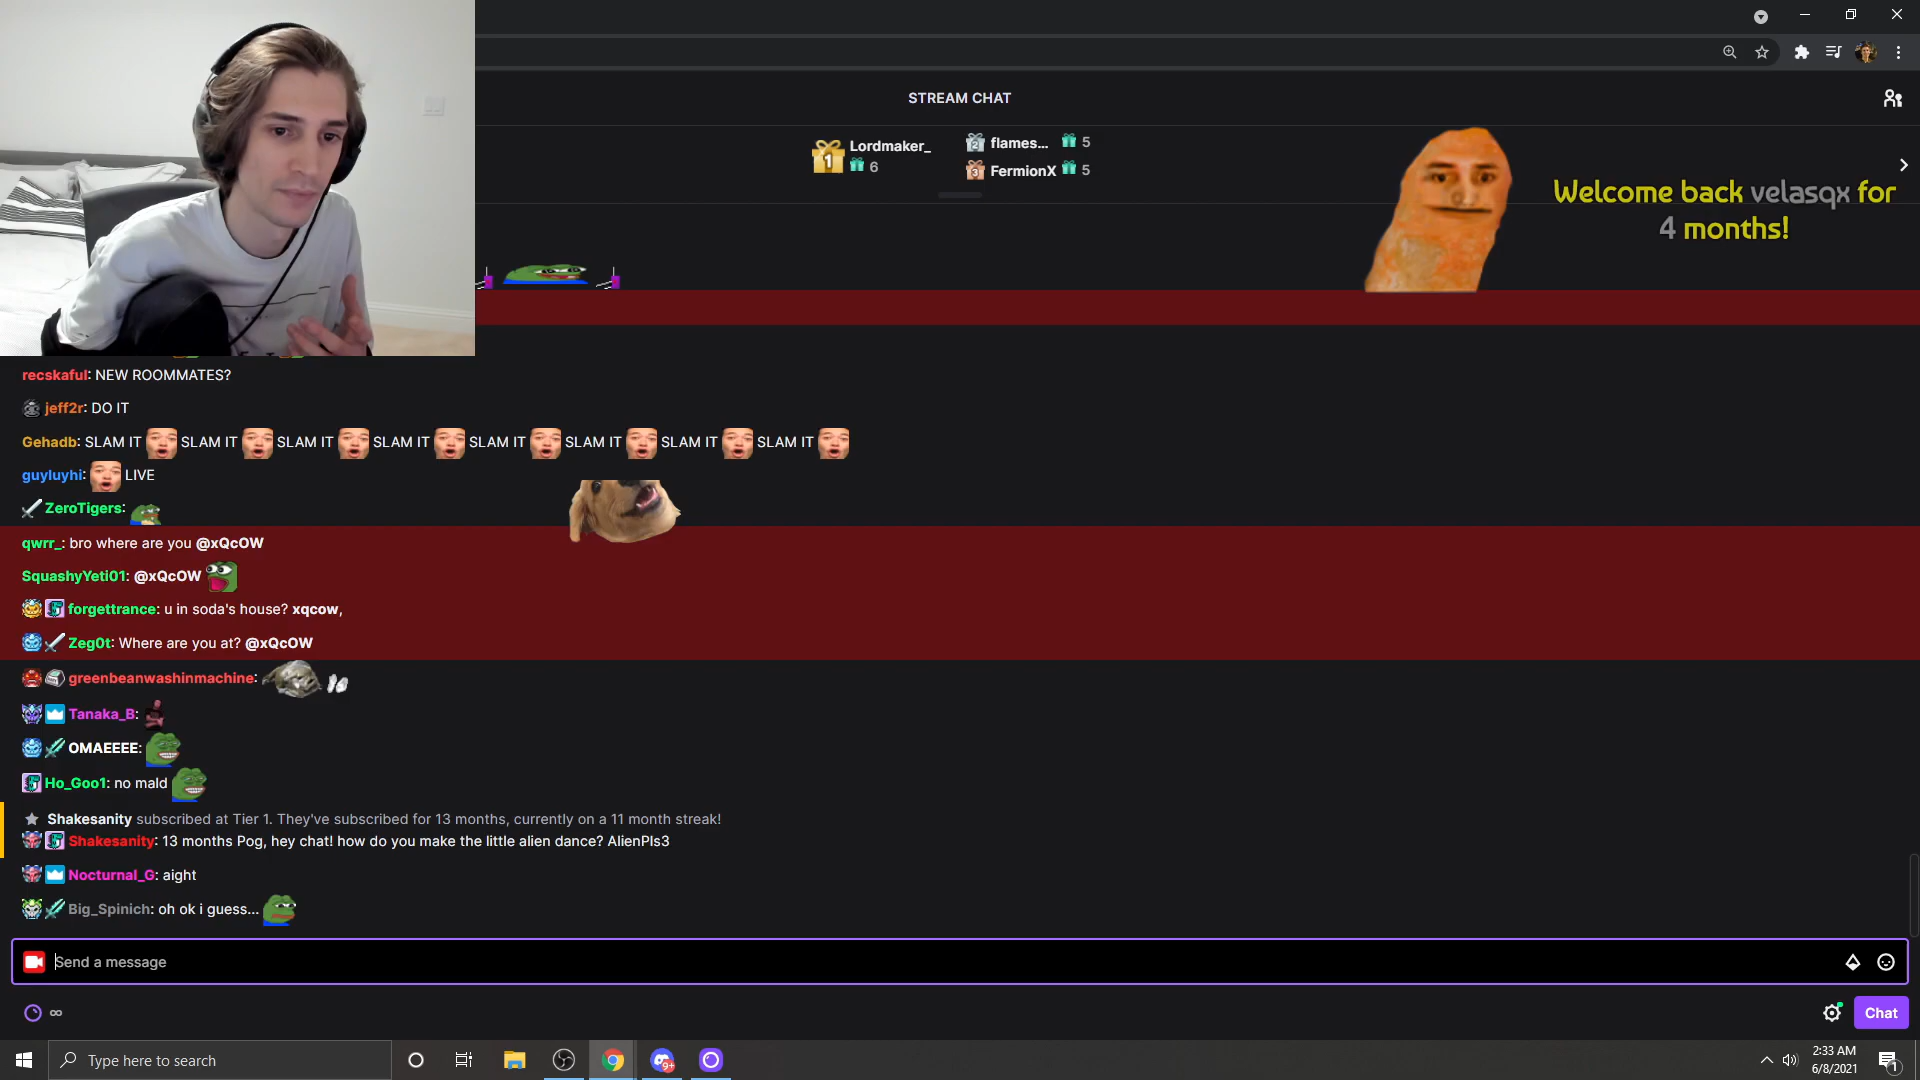 STREAM CHAT
1
Lordmaker_
6
2 flames... 5
3 FermionX 5
Welcome back velasqx for
4 months!
recskaful: NEW ROOMMATES?
jeff2r: DO IT
Gehadb: SLAM IT SLAM IT SLAM IT SLAM IT SLAM IT SLAM IT SLAM IT SLAM IT
guyluyhi: LIVE
ZeroTigers:
qwrr_: bro where are you @xQcOW
SquashyYeti01: @xQcOW
forgettrance: u in soda's house? xqcow,
Zeg0t: Where are you at? @xQcOW
greenbeanwashinmachine:
Tanaka_B:
OMAEEEE:
Ho_Goo1: no mald
Shakesanity subscribed at Tier 1. They've subscribed for 13 months, currently on a 11 month streak!
Shakesanity: 13 months Pog, hey chat! how do you make the little alien dance? AlienPls3
Nocturnal_G: aight
Big_Spinich: oh ok i guess...
Send a message
∞
Chat
Type here to search
9+
2:33 AM
6/8/2021
1